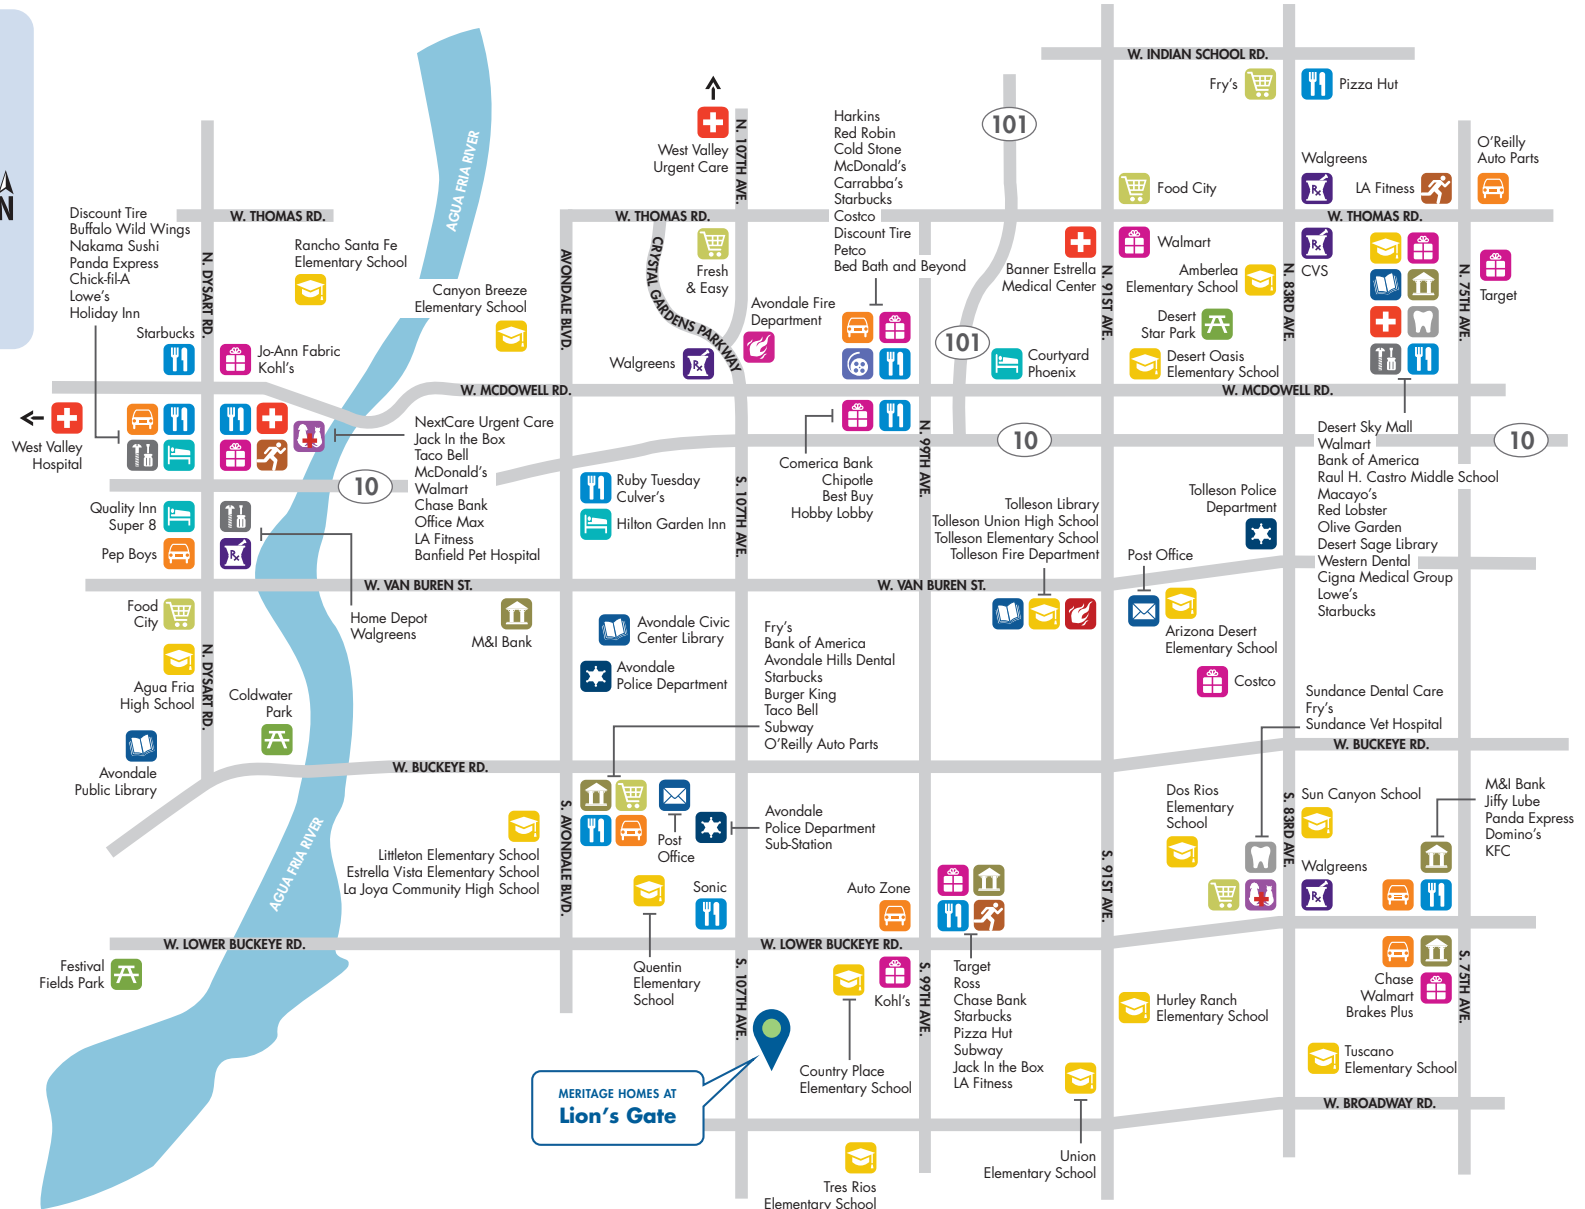 W. INDIAN SCHOOL RD.
Fry's
Pizza Hut
101
N. 107TH AVE.
West Valley
Urgent Care
Harkins
Red Robin
Cold Stone
McDonald's
Carrabba's
Starbucks
Costco
Discount Tire
Petco
Bed Bath and Beyond
O'Reilly
Auto Parts
Walgreens
LA Fitness
Food City
AGUA FRIA RIVER
N
W. THOMAS RD.
W. THOMAS RD.
W. THOMAS RD.
Discount Tire
Buffalo Wild Wings
Nakama Sushi
Panda Express
Chick-fil-A
Lowe's
Holiday Inn
N. DYSART RD.
Rancho Santa Fe
Elementary School
Canyon Breeze
Elementary School
AVONDALE BLVD.
CRYSTAL GARDENS PARKWAY
Fresh
& Easy
Avondale Fire
Department
Banner Estrella
Medical Center
Walmart
N. 91ST AVE.
Amberlea
Elementary School
N. 83RD AVE.
CVS
N. 75TH AVE.
Target
Desert
Star Park
Starbucks
Jo-Ann Fabric
Kohl's
Walgreens
101
Courtyard
Phoenix
Desert Oasis
Elementary School
W. MCDOWELL RD.
W. MCDOWELL RD.
West Valley
Hospital
NextCare Urgent Care
Jack In the Box
Taco Bell
McDonald's
Walmart
Chase Bank
Office Max
LA Fitness
Banfield Pet Hospital
N. 99TH AVE.
10
10
10
Comerica Bank
Chipotle
Best Buy
Hobby Lobby
Desert Sky Mall
Walmart
Bank of America
Raul H. Castro Middle School
Macayo's
Red Lobster
Olive Garden
Desert Sage Library
Western Dental
Cigna Medical Group
Lowe's
Starbucks
Quality Inn
Super 8
Pep Boys
Ruby Tuesday
Culver's
Hilton Garden Inn
S. 107TH AVE.
Tolleson Library
Tolleson Union High School
Tolleson Elementary School
Tolleson Fire Department
Tolleson Police
Department
Post Office
W. VAN BUREN ST.
W. VAN BUREN ST.
Food
City
Home Depot
Walgreens
M&I Bank
Avondale Civic
Center Library
Avondale
Police Department
Fry's
Bank of America
Avondale Hills Dental
Starbucks
Burger King
Taco Bell
Subway
O'Reilly Auto Parts
Arizona Desert
Elementary School
Costco
N. DYSART RD.
Agua Fria
High School
Coldwater
Park
Avondale
Public Library
Sundance Dental Care
Fry's
Sundance Vet Hospital
W. BUCKEYE RD.
W. BUCKEYE RD.
AGUA FRIA RIVER
Littleton Elementary School
Estrella Vista Elementary School
La Joya Community High School
S. AVONDALE BLVD.
Post
Office
Avondale
Police Department
Sub-Station
Dos Rios
Elementary
School
S. 83RD AVE.
Sun Canyon School
M&I Bank
Jiffy Lube
Panda Express
Domino's
KFC
Walgreens
S. 91ST AVE.
Sonic
Auto Zone
W. LOWER BUCKEYE RD.
W. LOWER BUCKEYE RD.
Festival
Fields Park
Quentin
Elementary
School
S. 107TH AVE.
Kohl's
S. 99TH AVE.
Target
Ross
Chase Bank
Starbucks
Pizza Hut
Subway
Jack In the Box
LA Fitness
Hurley Ranch
Elementary School
Chase
Walmart
Brakes Plus
S. 75TH AVE.
Tuscano
Elementary School
Country Place
Elementary School
MERITAGE HOMES AT
Lion's Gate
W. BROADWAY RD.
Union
Elementary School
Tres Rios
Elementary School